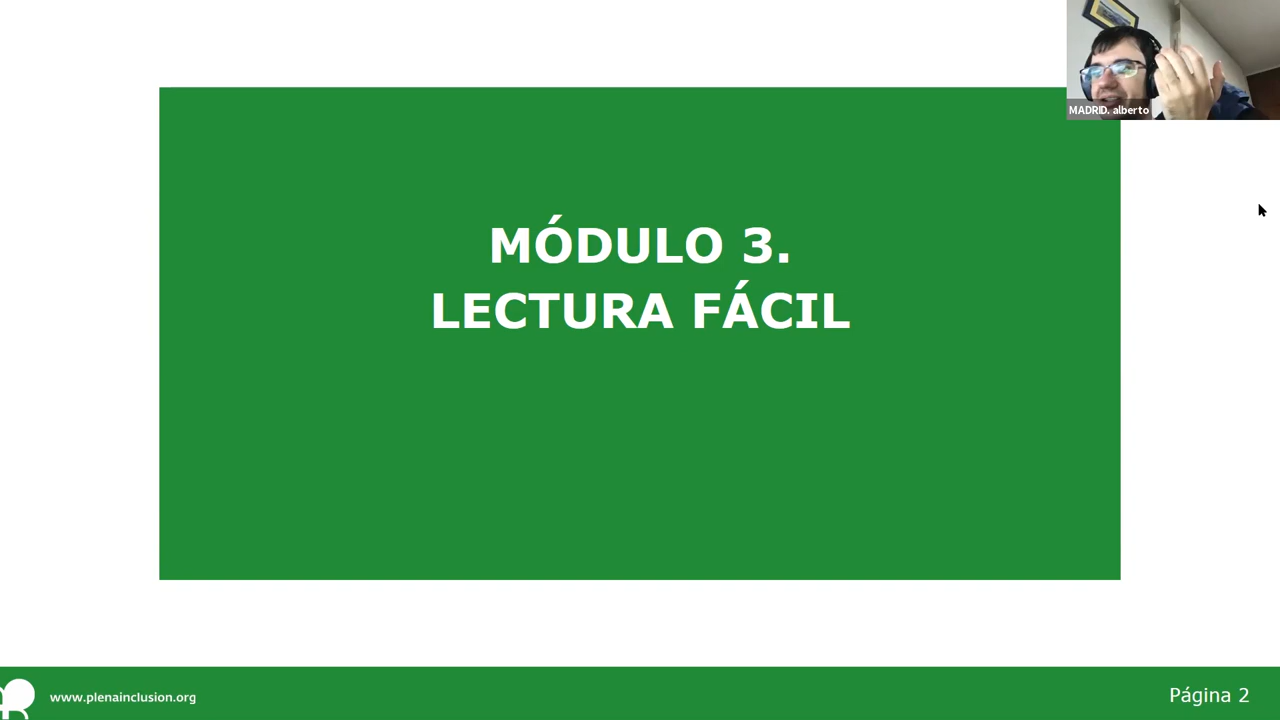 MADRID. alberto
MÓDULO 3.
LECTURA FÁCIL
www.plenainclusion.org
Página 2